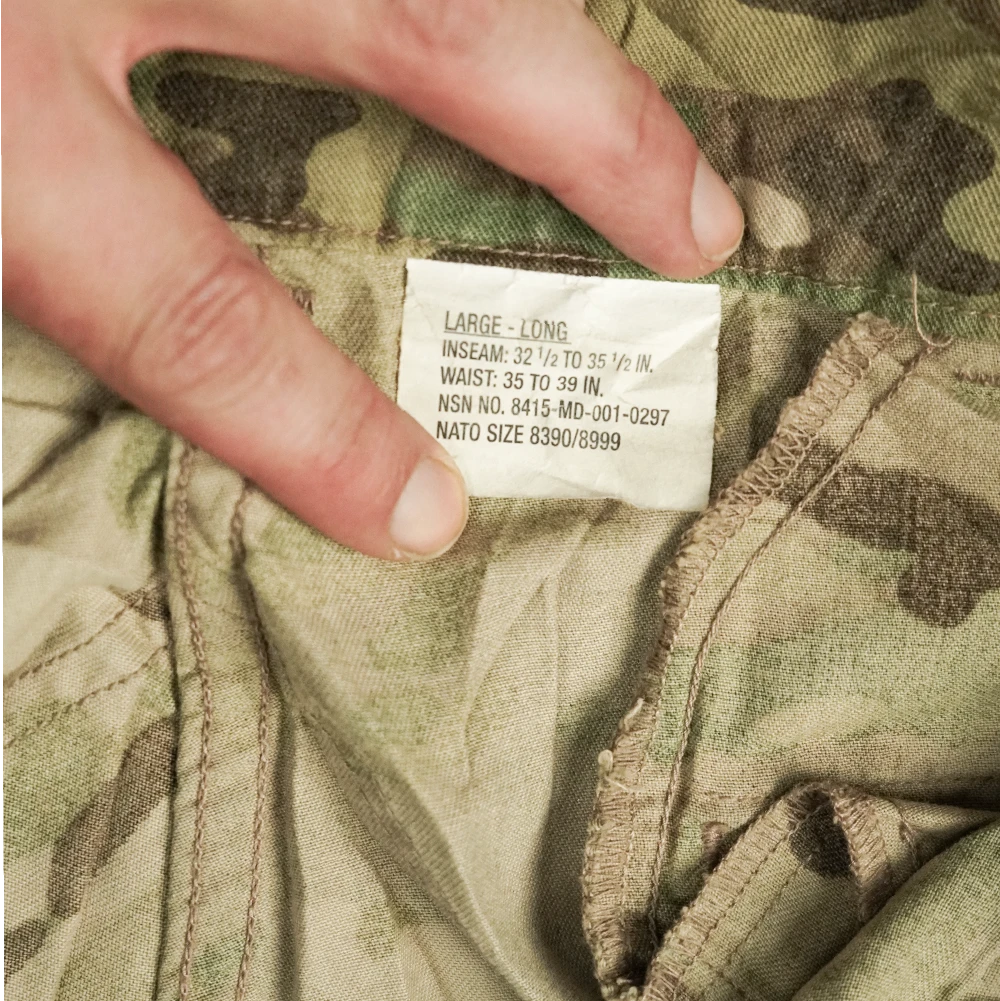 LARGE - LONG
INSEAM: 32 1/2 TO 35 1/2 IN.
WAIST: 35 TO 39 IN.
NSN NO. 8415-MD-001-0297
NATO SIZE 8390/8999